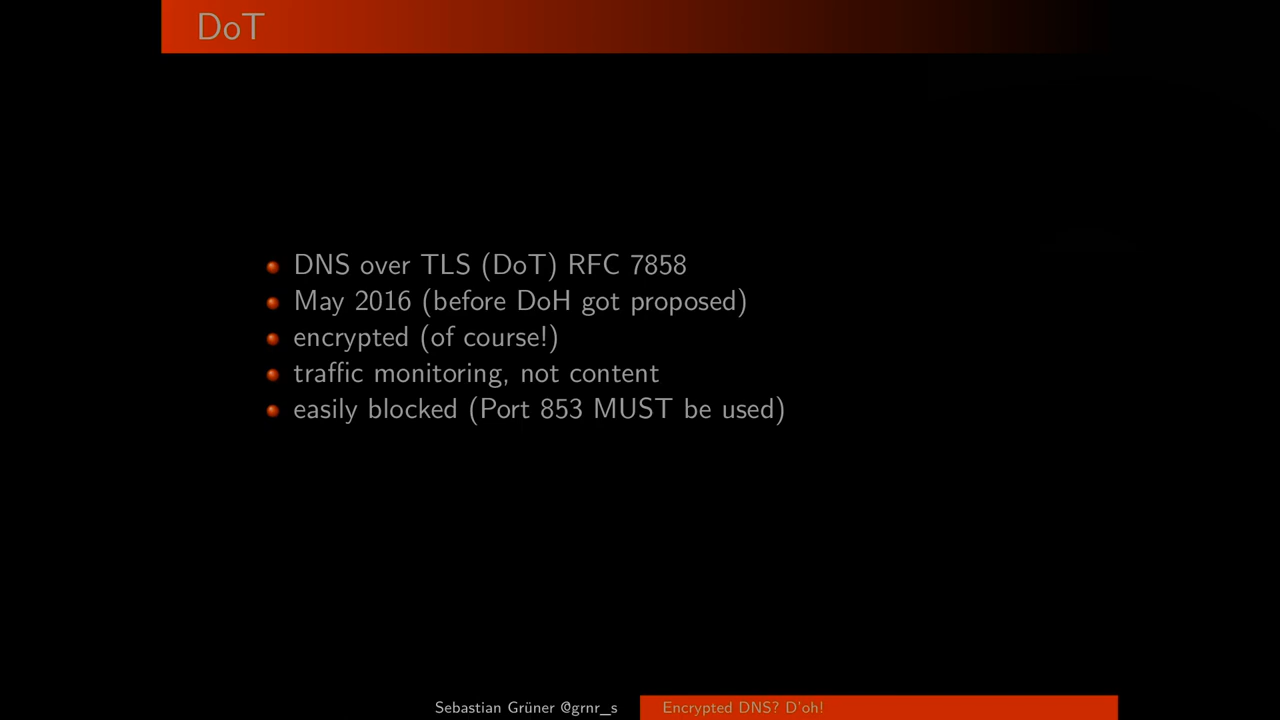 DoT
DNS over TLS (DoT) RFC 7858
May 2016 (before DoH got proposed)
encrypted (of course!)
traffic monitoring, not content
easily blocked (Port 853 MUST be used)
Sebastian Grüner @grnr_s
Encrypted DNS? D'oh!